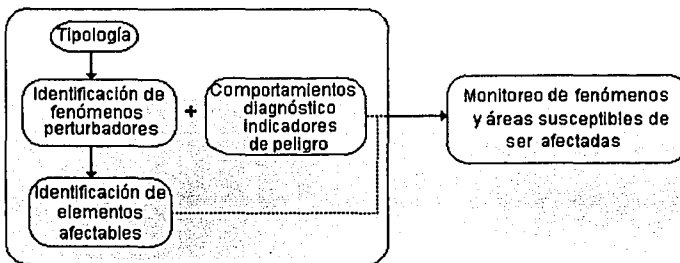 Tipología
Identificación de
fenómenos
perturbadores
+
Comportamientos
diagnóstico
indicadores
de peligro
Monitoreo de fenómenos
y áreas susceptibles de
ser afectadas
Identificación de
elementos
afectables